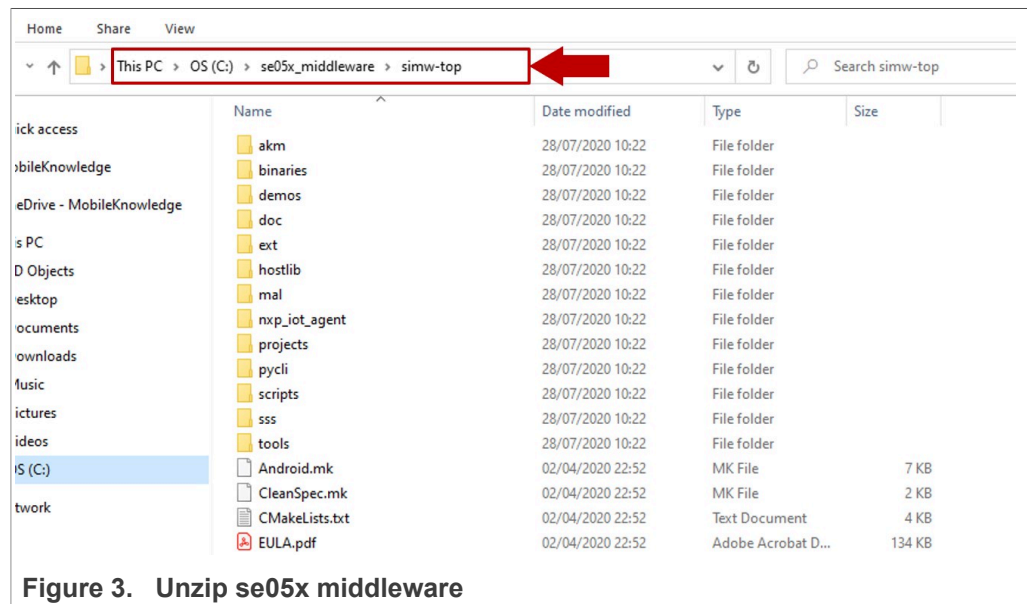 Home Share View
This PC > OS (C:) > se05x_middleware > simw-top
Search simw-top
Name Date modified Type Size
ick access
obileKnowledge
eDrive - MobileKnowledge
is PC
D Objects
esktop
ocuments
ownloads
Music
ictures
ideos
OS (C:)
twork
akm 28/07/2020 10:22 File folder
binaries 28/07/2020 10:22 File folder
demos 28/07/2020 10:22 File folder
doc 28/07/2020 10:22 File folder
ext 28/07/2020 10:22 File folder
hostlib 28/07/2020 10:22 File folder
mal 28/07/2020 10:22 File folder
nxp_iot_agent 28/07/2020 10:22 File folder
projects 28/07/2020 10:22 File folder
pycli 28/07/2020 10:22 File folder
scripts 28/07/2020 10:22 File folder
sss 28/07/2020 10:22 File folder
tools 28/07/2020 10:22 File folder
Android.mk 02/04/2020 22:52 MK File 7 KB
CleanSpec.mk 02/04/2020 22:52 MK File 2 KB
CMakeLists.txt 02/04/2020 22:52 Text Document 4 KB
EULA.pdf 02/04/2020 22:52 Adobe Acrobat D... 134 KB
Figure 3. Unzip se05x middleware